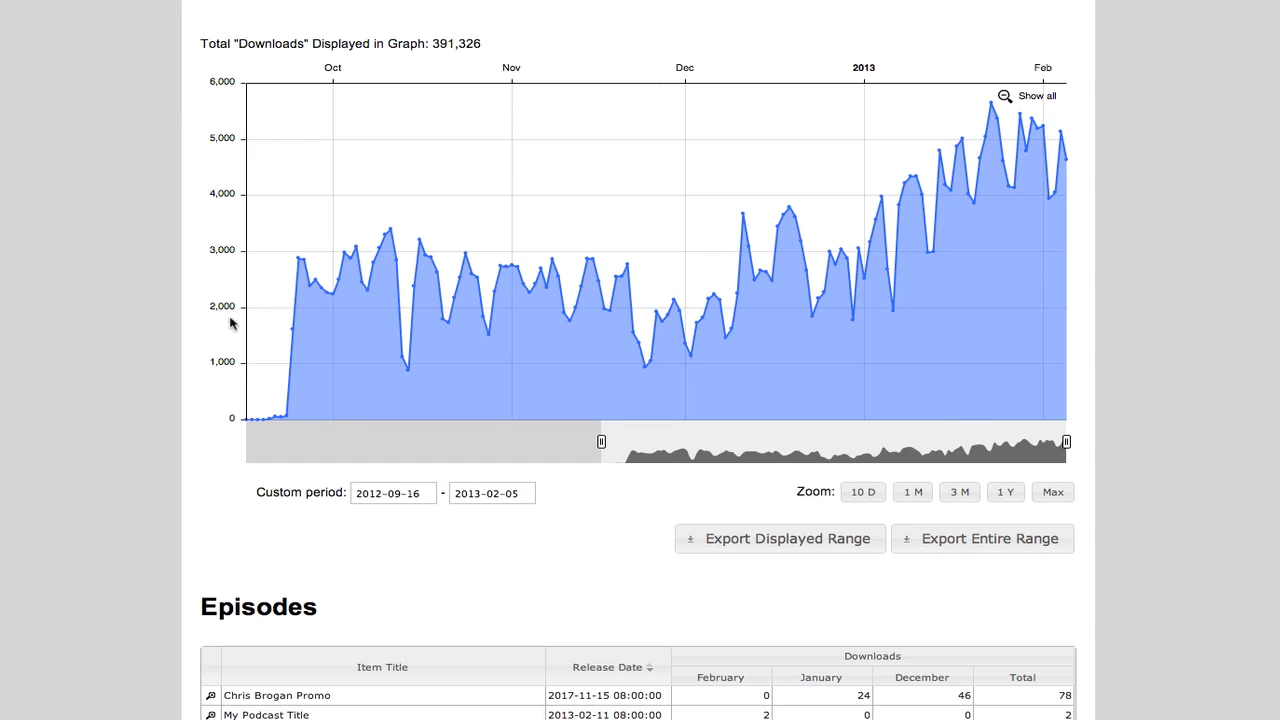 Total "Downloads" Displayed in Graph: 391,326
Oct Nov Dec 2013 Feb
6,000
Show all
5,000
4,000
3,000
2,000
1,000
0
Custom period: 2012-09-16 - 2013-02-05 Zoom: 10 D 1 M 3 M 1 Y Max
Export Displayed Range Export Entire Range
Episodes
Downloads
Item Title Release Date
February January December Total
Chris Brogan Promo 2017-11-15 08:00:00 0 24 46 78
My Podcast Title 2013-02-11 08:00:00 2 0 0 2